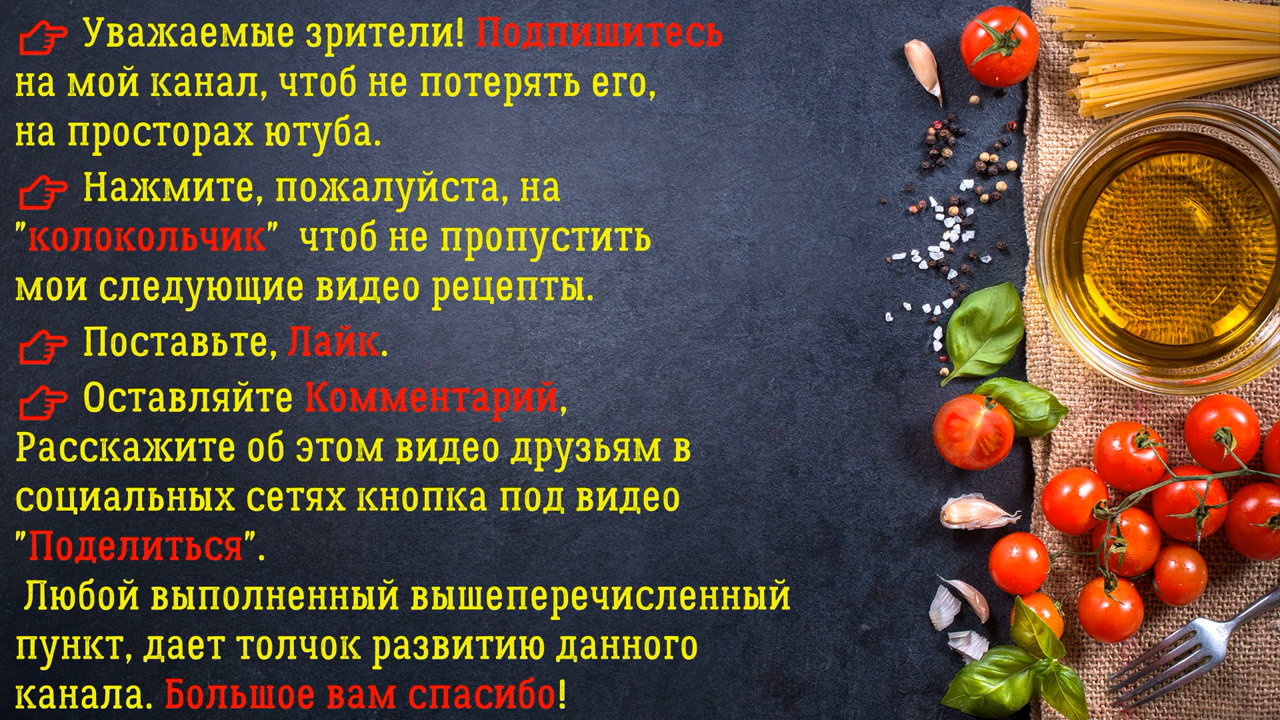 Уважаемые зрители! Подпишитесь
на мой канал, чтоб не потерять его,
на просторах ютуба.
Нажмите, пожалуйста, на
"колокольчик" чтоб не пропустить
мои следующие видео рецепты.
Поставьте, Лайк.
Оставляйте Комментарий,
Расскажите об этом видео друзьям в
социальных сетях кнопка под видео
"Поделиться".
Любой выполненный вышеперечисленный
пункт, дает толчок развитию данного
канала. Большое вам спасибо!